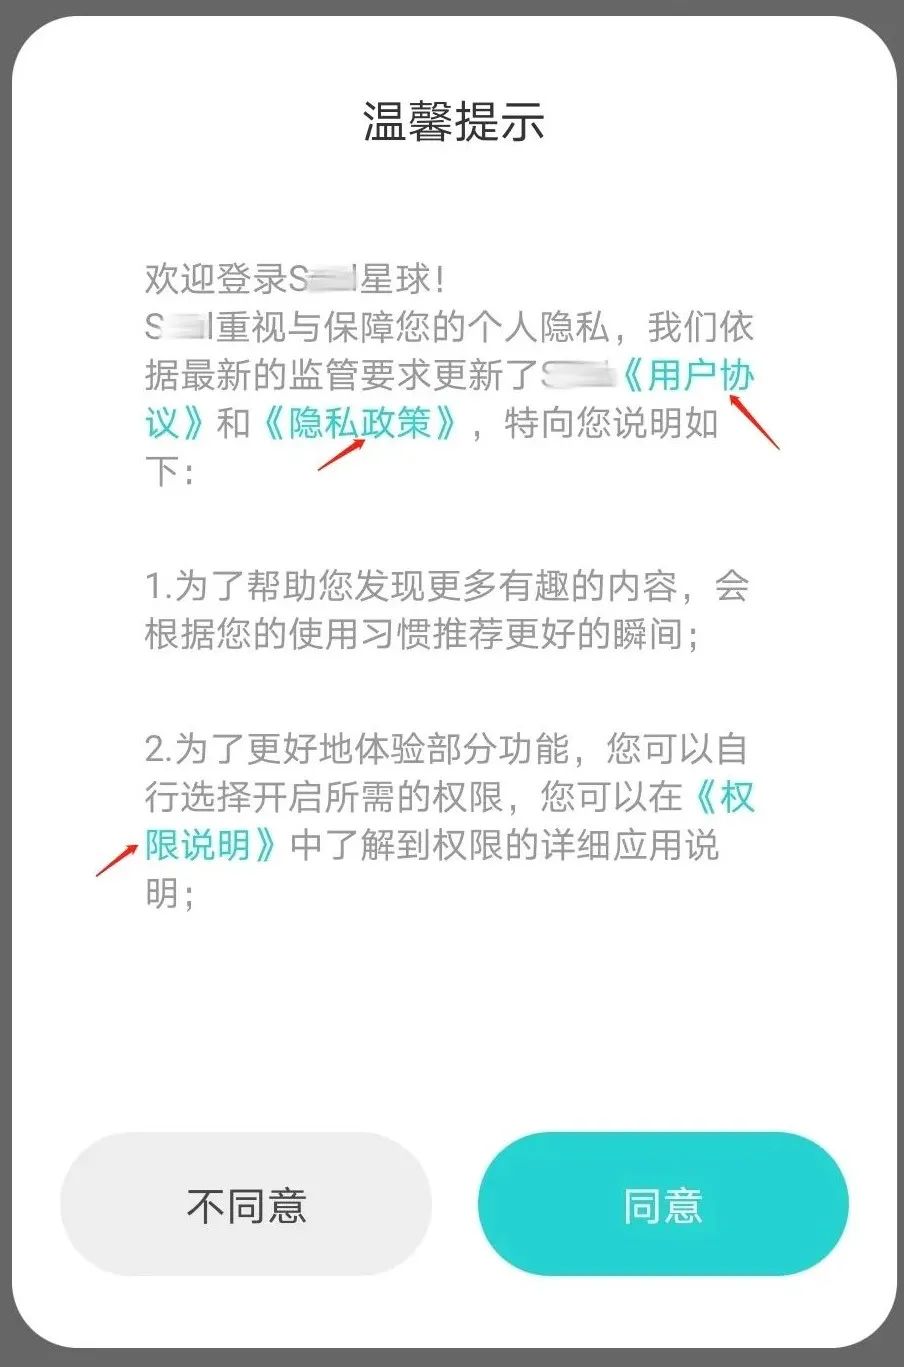 温馨提示
欢迎登录S l星球!
S l重视与保障您的个人隐私，我们依
据最新的监管要求更新了 《用户协
议》和《隐私政策》，特向您说明如
下：
1.为了帮助您发现更多有趣的内容，会
根据您的使用习惯推荐更好的瞬间；
2.为了更好地体验部分功能，您可以自
行选择开启所需的权限，您可以在《权
限说明》中了解到权限的详细应用说
明；
不同意
同意